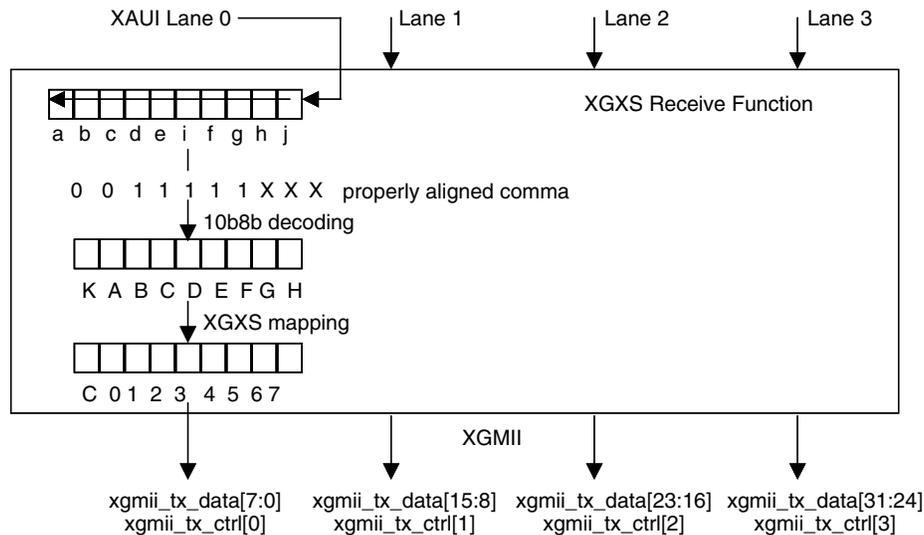 XAUI Lane 0
Lane 1
Lane 2
Lane 3
XGXS Receive Function
a b c d e i f g h j
0 0 1 1 1 1 1 X X X properly aligned comma
10b8b decoding
K A B C D E F G H
XGXS mapping
C 0 1 2 3 4 5 6 7
XGMII
xgmii_tx_data[7:0]
xgmii_tx_ctrl[0]
xgmii_tx_data[15:8]
xgmii_tx_ctrl[1]
xgmii_tx_data[23:16]
xgmii_tx_ctrl[2]
xgmii_tx_data[31:24]
xgmii_tx_ctrl[3]